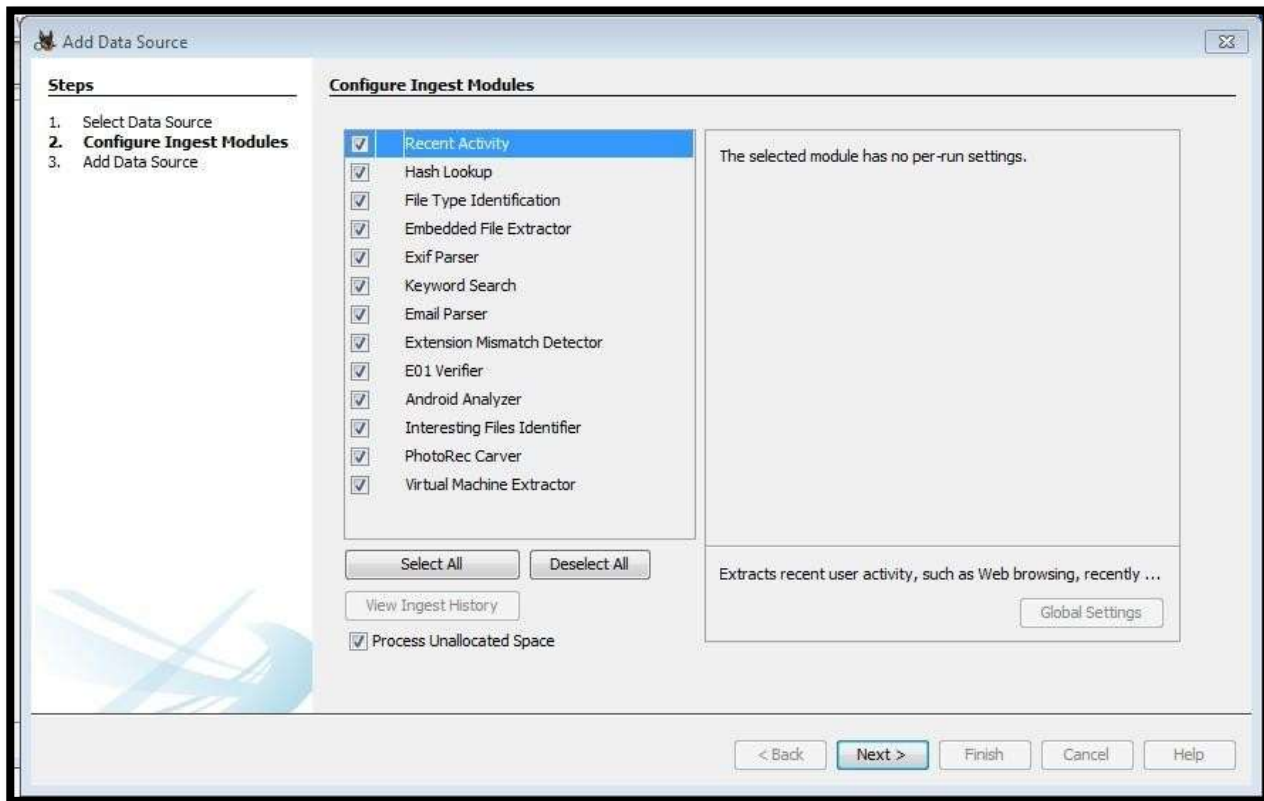 Add Data Source
Steps
1. Select Data Source
2. Configure Ingest Modules
3. Add Data Source
Configure Ingest Modules
Recent Activity
Hash Lookup
File Type Identification
Embedded File Extractor
Exif Parser
Keyword Search
Email Parser
Extension Mismatch Detector
E01 Verifier
Android Analyzer
Interesting Files Identifier
PhotoRec Carver
Virtual Machine Extractor
Select All
Deselect All
View Ingest History
Process Unallocated Space
The selected module has no per-run settings.
Extracts recent user activity, such as Web browsing, recently ...
Global Settings
< Back
Next >
Finish
Cancel
Help